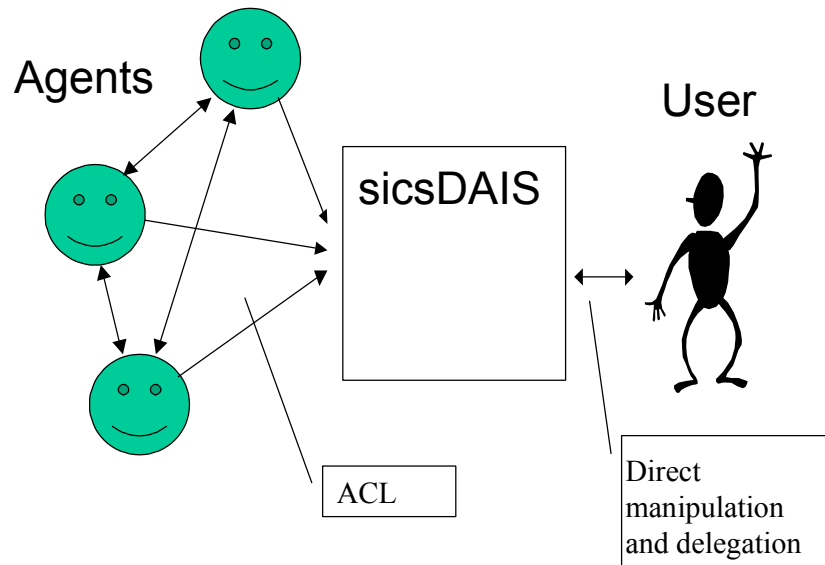 Agents
User
sicsDAIS
ACL
Direct
manipulation
and delegation